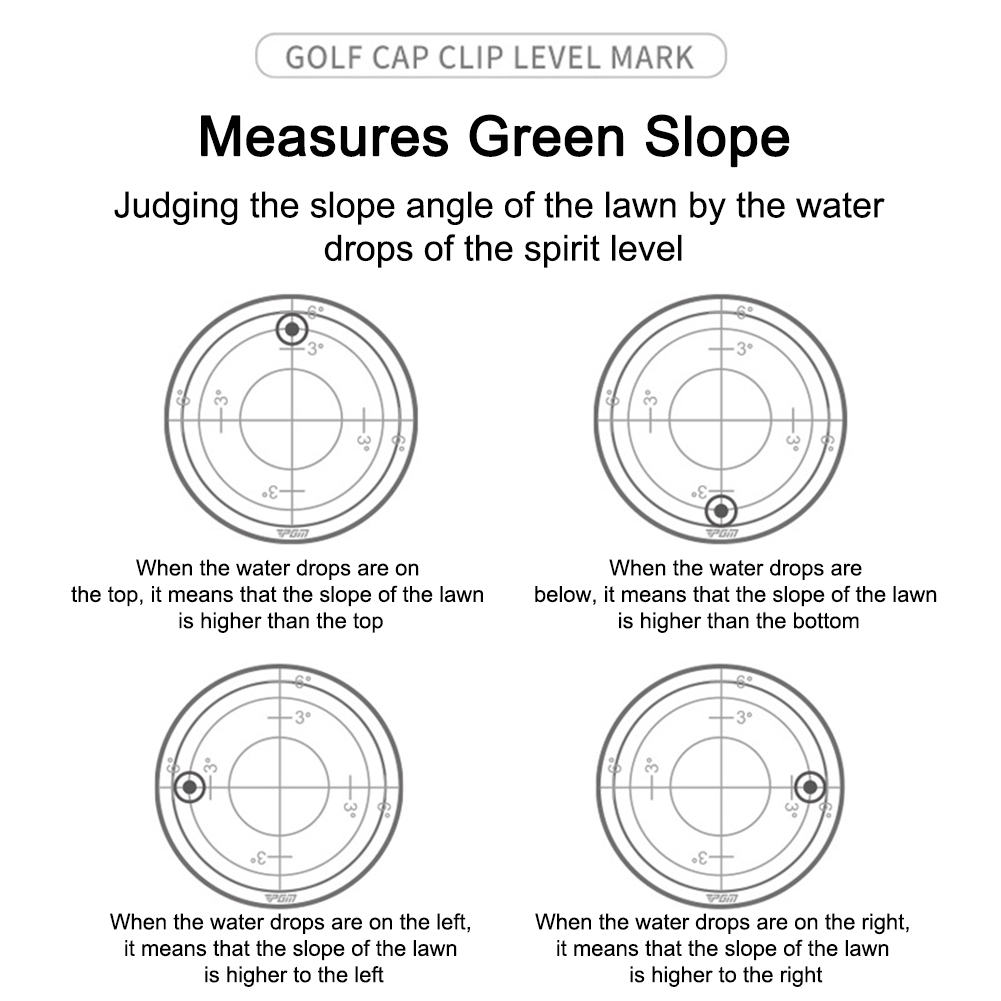 GOLF CAP CLIP LEVEL MARK
Measures Green Slope
Judging the slope angle of the lawn by the water
drops of the spirit level
6°
3°
6°
3°
3°
6°
3°
PGM
6°
3°
6°
3°
3°
6°
3°
PGM
When the water drops are on
the top, it means that the slope of the lawn
is higher than the top
When the water drops are
below, it means that the slope of the lawn
is higher than the bottom
6°
3°
6°
3°
3°
6°
3°
PGM
6°
3°
6°
3°
3°
6°
3°
PGM
When the water drops are on the left,
it means that the slope of the lawn
is higher to the left
When the water drops are on the right,
it means that the slope of the lawn
is higher to the right